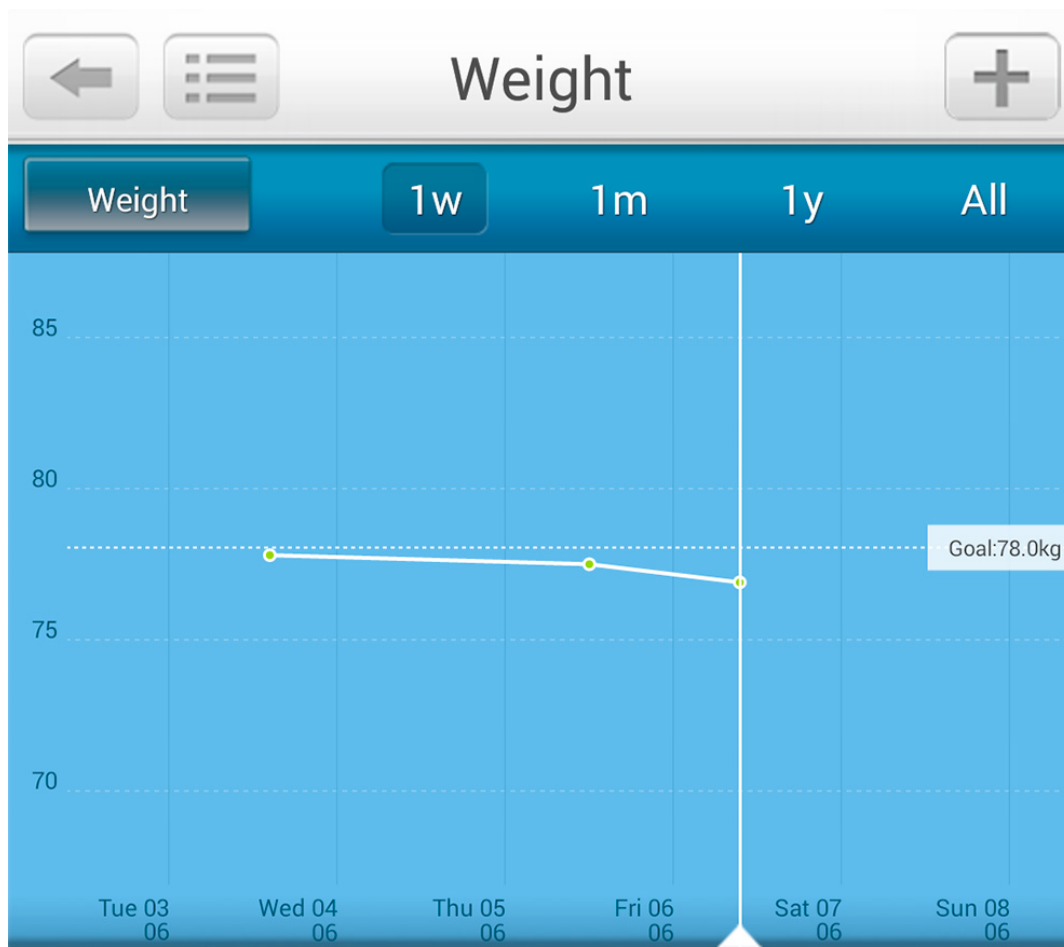 Weight
Weight 1w 1m 1y All
85
80
Goal:78.0kg
75
70
Tue 03 Wed 04 Thu 05 Fri 06 Sat 07 Sun 08
06 06 06 06 06 06